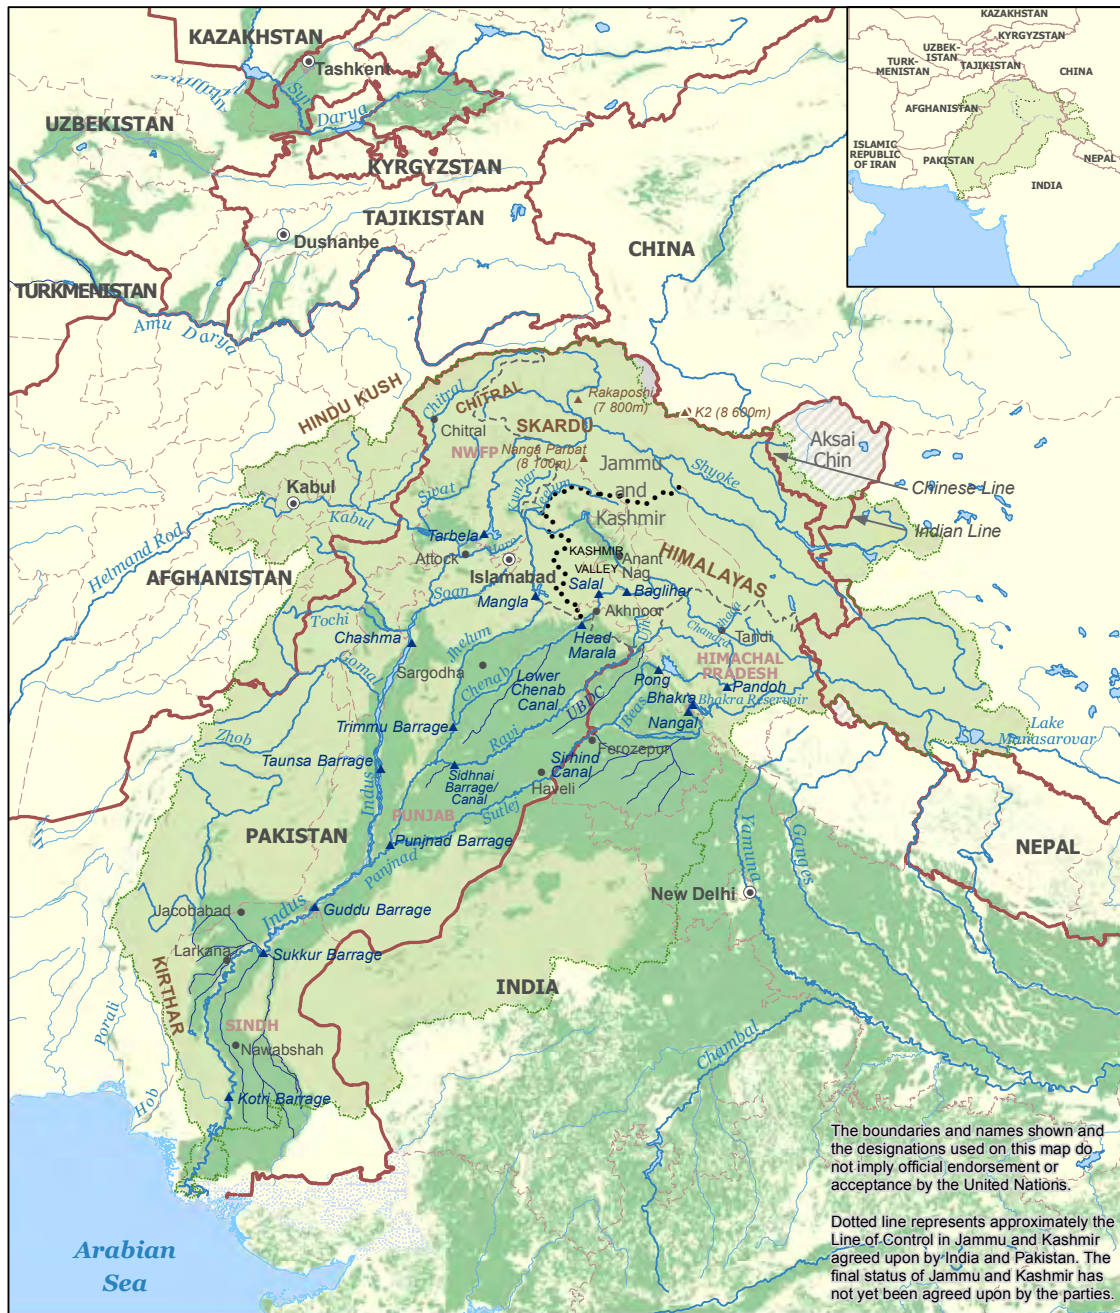 KAZAKHSTAN
Tashkent
Syr
Darya
UZBEKISTAN
KYRGYZSTAN
TAJIKISTAN
Dushanbe
CHINA
TURKMENISTAN
Amu Darya
KAZAKHSTAN
KYRGYZSTAN
UZBEK-
ISTAN
TURK-
MENISTAN
TAJIKISTAN
CHINA
AFGHANISTAN
ISLAMIC
REPUBLIC
OF IRAN
PAKISTAN
NEPAL
INDIA
HINDU KUSH
Chitral
CHITRAL
Chitral
Rakaposhi
(7 800m)
K2 (8 600m)
SKARDU
NWFP
Nanga Parbat
(8 100m)
Jammu
and
Kashmir
Shyoke
Aksai
Chin
Chinese Line
Indian Line
Kabul
Kabul
Swat
Kunhar
Jhelum
Tarbela
Attock
Haro
Islamabad
KASHMIR
VALLEY
Anant
Nag
HIMALAYAS
Helmand Rod
AFGHANISTAN
Soan
Mangla
Salal
Baglihar
Akhnoor
Tochi
Chashma
Jhelum
Head
Marala
Ujh
Chandra
Bhaga
Tandi
Gomal
Sargodha
Chenab
Lower
Chenab
Canal
UBDC
HIMACHAL
PRADESH
Pong
Pandoh
Bhakra
Bhakra Reservoir
Nangal
Beas
Trimmu Barrage
Ravi
Zhob
Taunsa Barrage
Indus
Sidhnai
Barrage/
Canal
Ferozepur
Sirhind
Canal
Haveli
Lake
Manasarovar
PUNJAB
Sutlej
PAKISTAN
Punjnad Barrage
Panjnad
Yamuna
Ganges
NEPAL
New Delhi
Jacobabad
Indus
Guddu Barrage
Larkana
Sukkur Barrage
KIRTHAR
INDIA
Porali
SINDH
Nawabshah
Chambal
Hob
Kotri Barrage
Arabian
Sea
The boundaries and names shown and
the designations used on this map do
not imply official endorsement or
acceptance by the United Nations.
Dotted line represents approximately the
Line of Control in Jammu and Kashmir
agreed upon by India and Pakistan. The
final status of Jammu and Kashmir has
not yet been agreed upon by the parties.